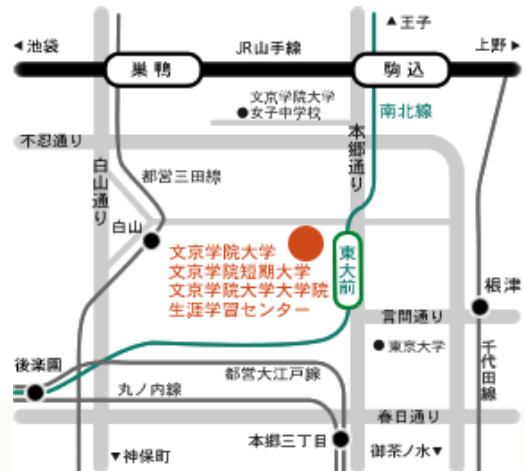 ▲王子
◀池袋
JR山手線
上野▶
巣鴨
駒込
文京学院大学
●女子中学校
南北線
不忍通り
本郷通り
白山通り
都営三田線
白山
文京学院大学
文京学院短期大学
文京学院大学大学院
生涯学習センター
東大前
根津
言問通り
●東京大学
千代田線
後楽園
都営大江戸線
丸ノ内線
春日通り
本郷三丁目
御茶ノ水▼
▼神保町